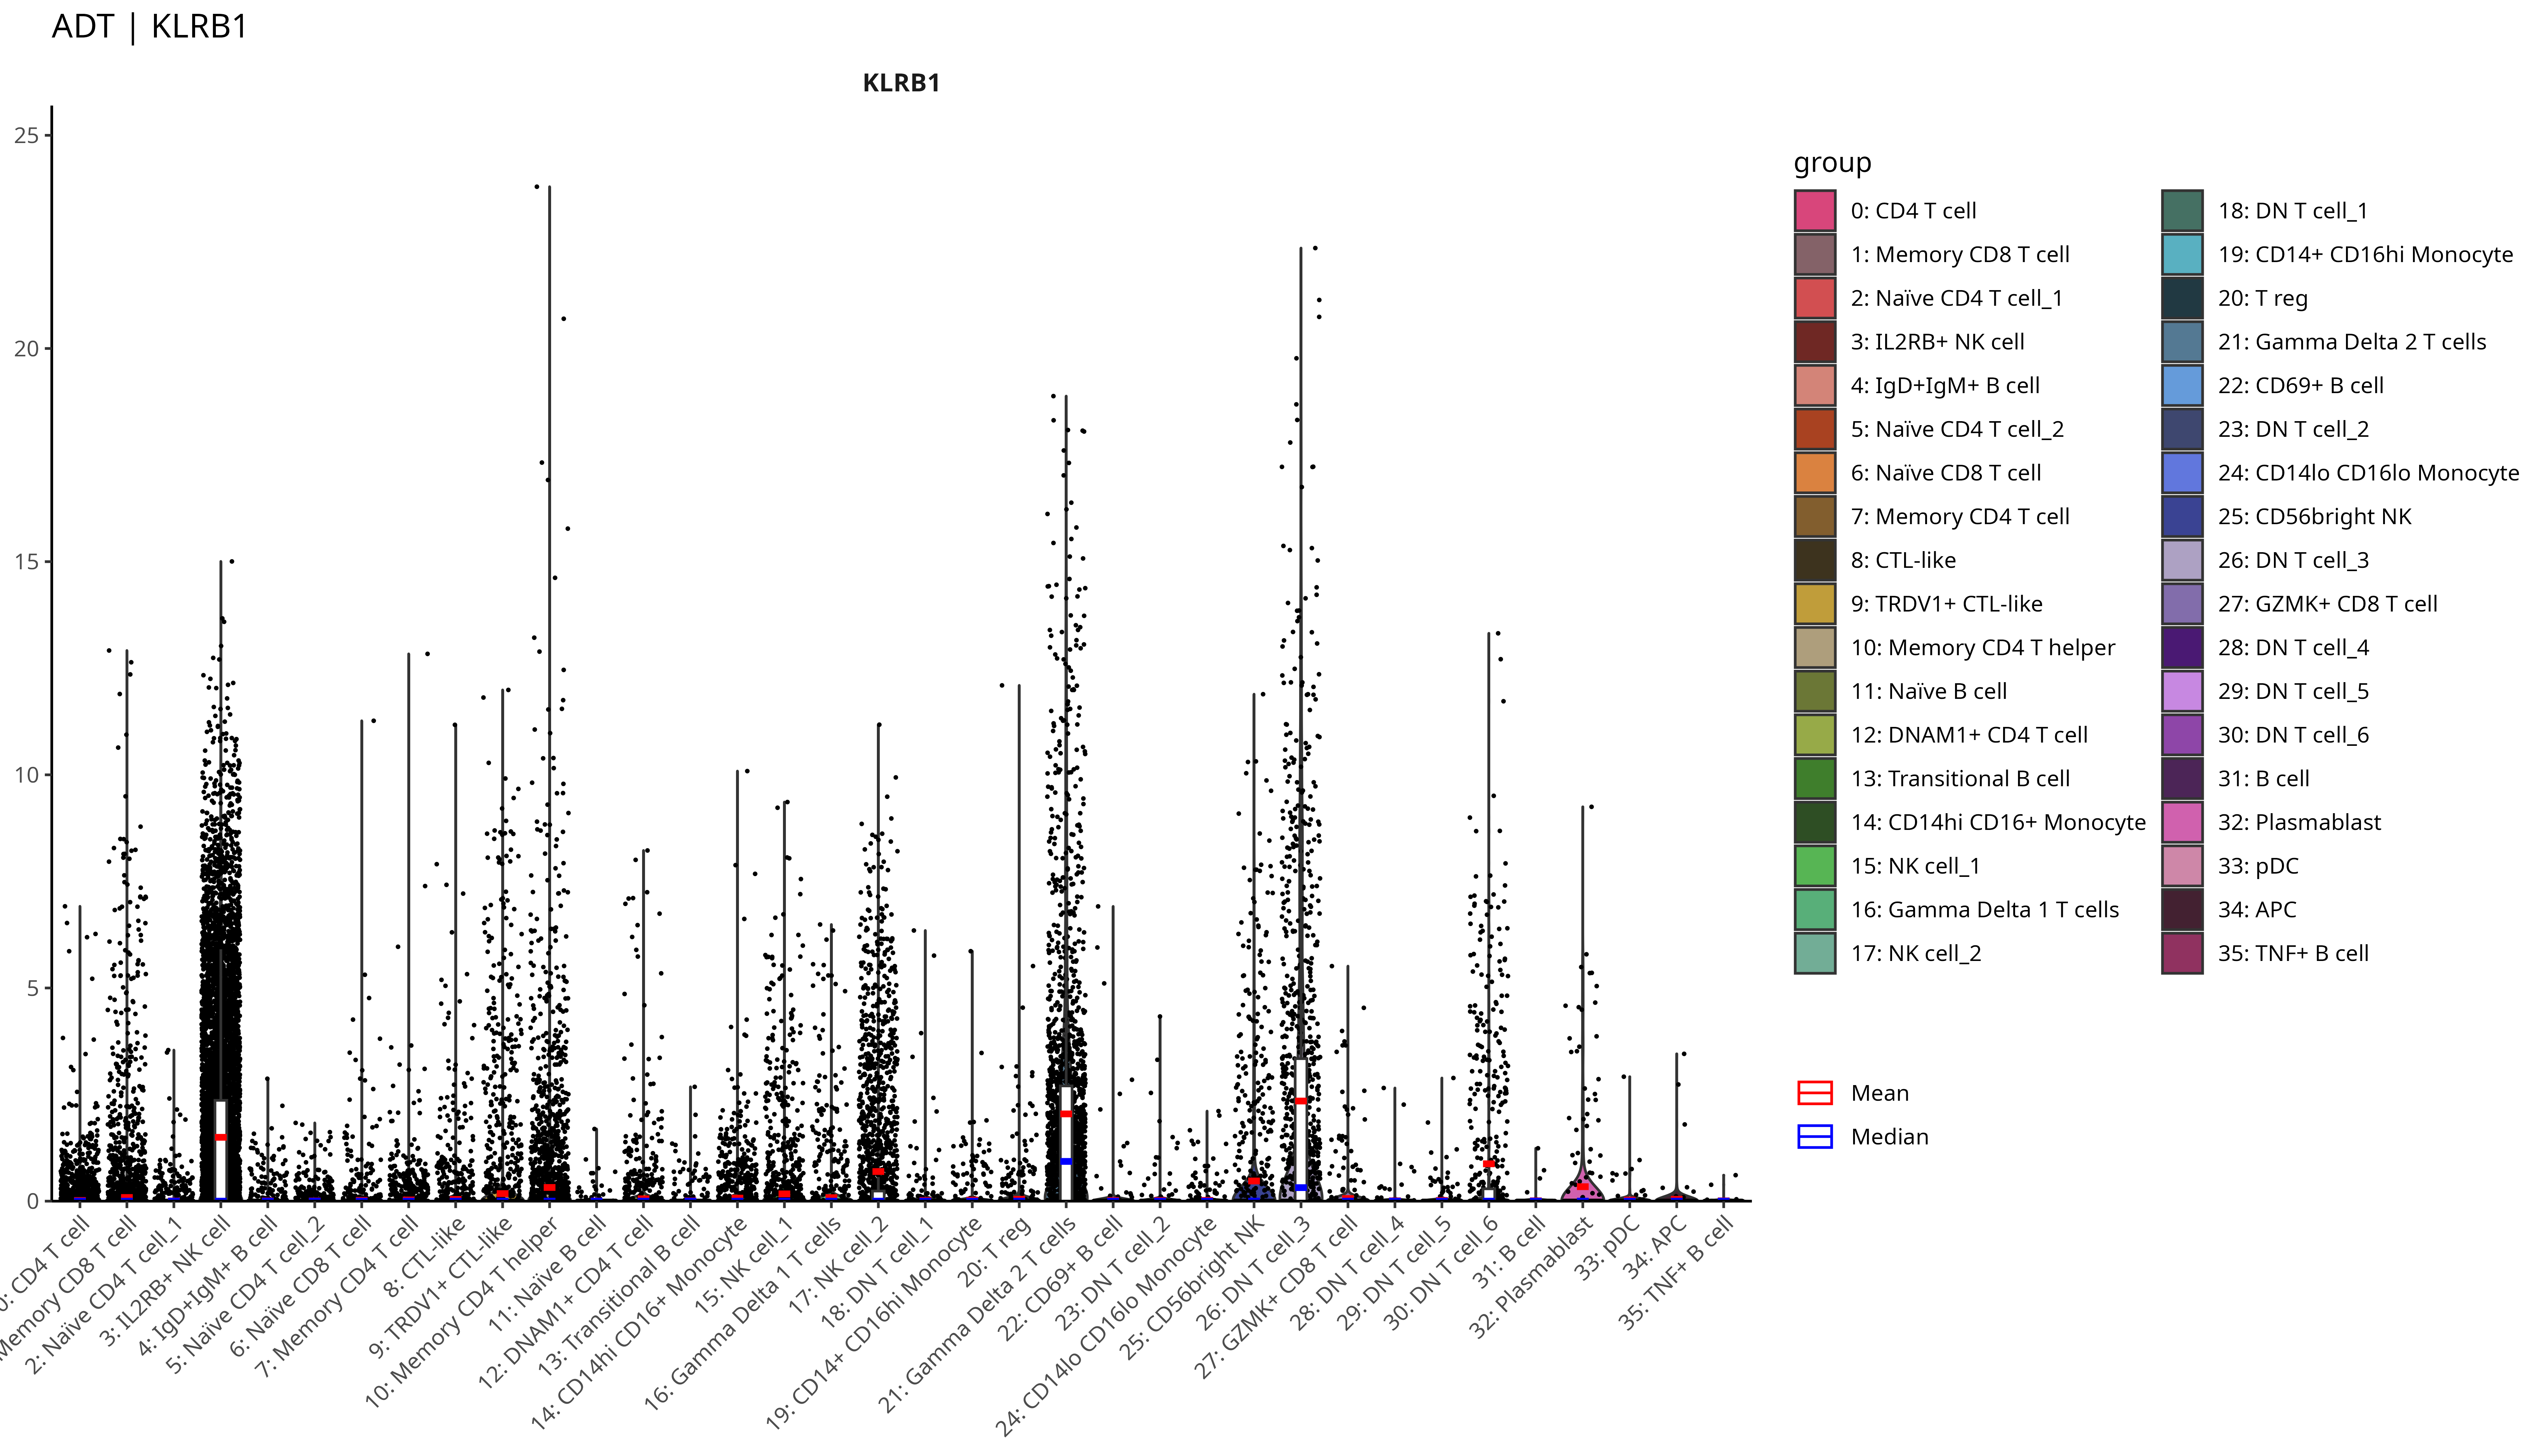 ADT | KLRB1
KLRB1
25
20
15
10
5
0
0: CD4 T cell
Memory CD8 T cell
2: Naïve CD4 T cell_1
3: IL2RB+ NK cell
4: IgD+IgM+ B cell
5: Naïve CD4 T cell_2
6: Naïve CD8 T cell
7: Memory CD4 T cell
8: CTL-like
9: TRDV1+ CTL-like
10: Memory CD4 T helper
11: Naïve B cell
12: DNAM1+ CD4 T cell
13: Transitional B cell
14: CD14hi CD16+ Monocyte
15: NK cell_1
16: Gamma Delta 1 T cells
17: NK cell_2
18: DN T cell_1
19: CD14+ CD16hi Monocyte
20: T reg
21: Gamma Delta 2 T cells
22: CD69+ B cell
23: DN T cell_2
24: CD14lo CD16lo Monocyte
25: CD56bright NK
26: DN T cell_3
27: GZMK+ CD8 T cell
28: DN T cell_4
29: DN T cell_5
30: DN T cell_6
31: B cell
32: Plasmablast
33: pDC
34: APC
35: TNF+ B cell
group
0: CD4 T cell
1: Memory CD8 T cell
2: Naïve CD4 T cell_1
3: IL2RB+ NK cell
4: IgD+IgM+ B cell
5: Naïve CD4 T cell_2
6: Naïve CD8 T cell
7: Memory CD4 T cell
8: CTL-like
9: TRDV1+ CTL-like
10: Memory CD4 T helper
11: Naïve B cell
12: DNAM1+ CD4 T cell
13: Transitional B cell
14: CD14hi CD16+ Monocyte
15: NK cell_1
16: Gamma Delta 1 T cells
17: NK cell_2
18: DN T cell_1
19: CD14+ CD16hi Monocyte
20: T reg
21: Gamma Delta 2 T cells
22: CD69+ B cell
23: DN T cell_2
24: CD14lo CD16lo Monocyte
25: CD56bright NK
26: DN T cell_3
27: GZMK+ CD8 T cell
28: DN T cell_4
29: DN T cell_5
30: DN T cell_6
31: B cell
32: Plasmablast
33: pDC
34: APC
35: TNF+ B cell
Mean
Median